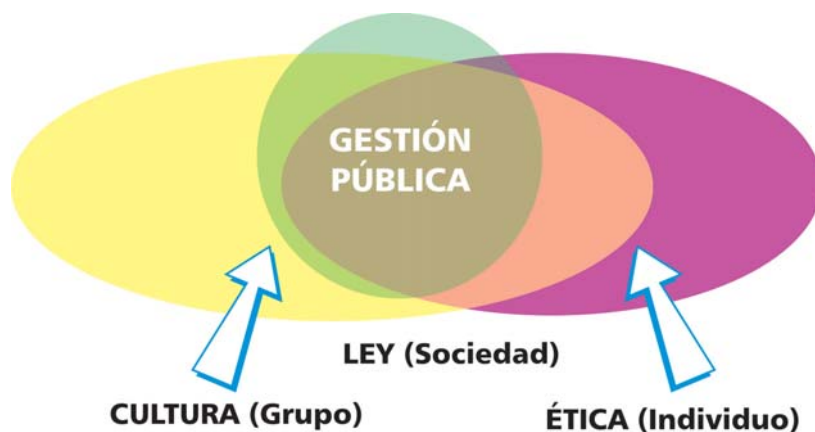 GESTIÓN
PÚBLICA
LEY (Sociedad)
CULTURA (Grupo)
ÉTICA (Individuo)